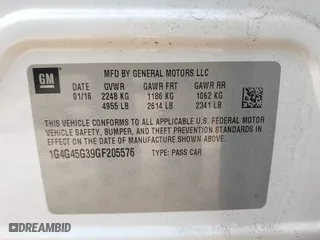 GM
MFD BY GENERAL MOTORS LLC
DATE GVWR GAWR FRT GAWR RR
01/16 2248 KG 1186 KG 1062 KG
4955 LB 2614 LB 2341 LB
THIS VEHICLE CONFORMS TO ALL APPLICABLE U.S. FEDERAL MOTOR
VEHICLE SAFETY, BUMPER, AND THEFT PREVENTION STANDARDS IN
EFFECT ON THE DATE OF MANUFACTURE SHOWN ABOVE.
1G4G45G39GF205576 TYPE: PASS CAR
DREAMBID